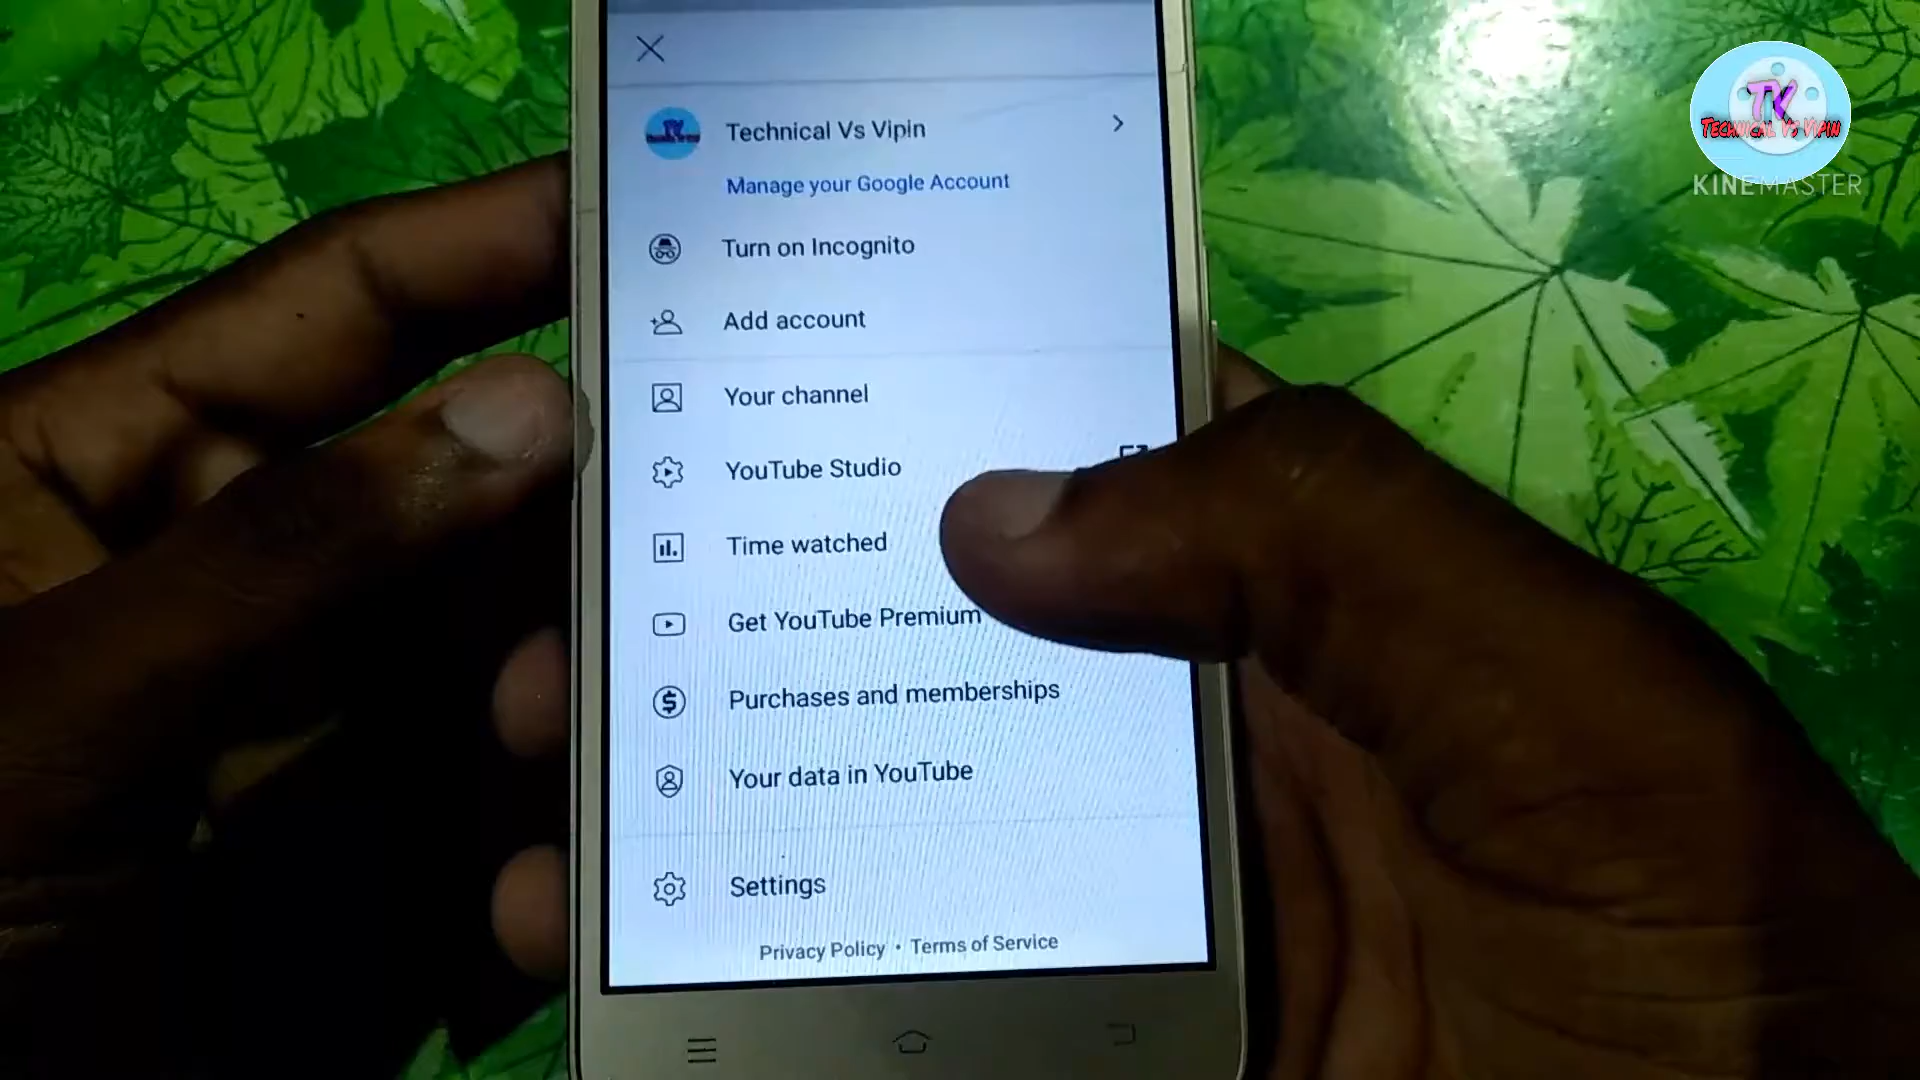 Technical Vs Vipin
Manage your Google Account
Turn on Incognito
Add account
Your channel
YouTube Studio
Time watched
Get YouTube Premium
Purchases and memberships
Your data in YouTube
Settings
Privacy Policy • Terms of Service
TK
Technical Vs Vipin
KINEMASTER